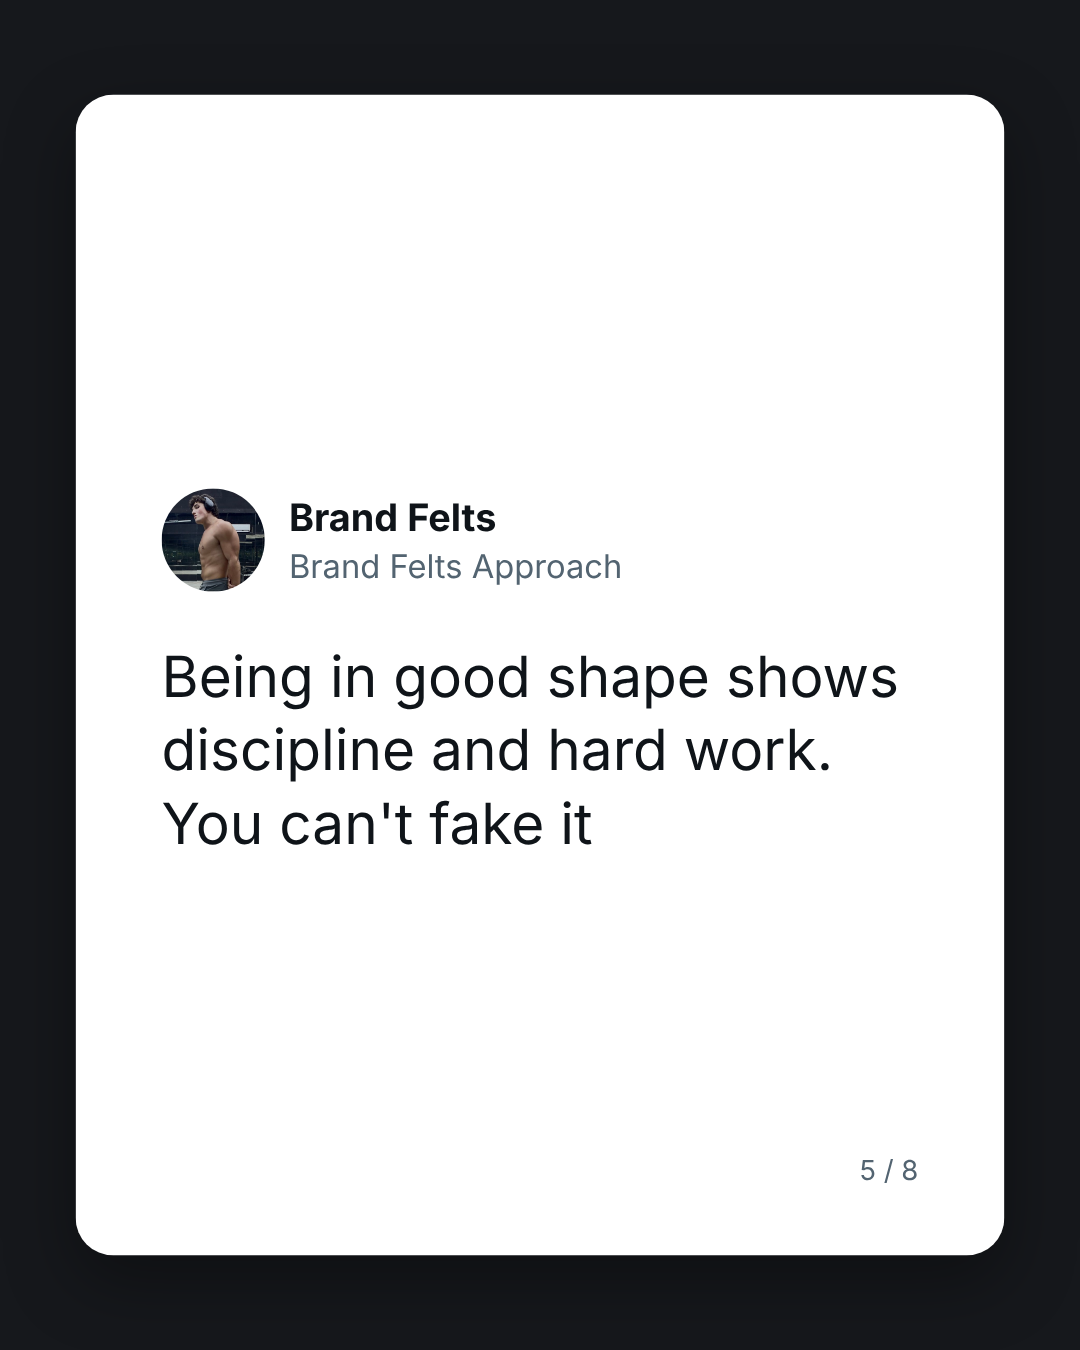 Brand Felts
Brand Felts Approach
Being in good shape shows
discipline and hard work.
You can't fake it
5 / 8